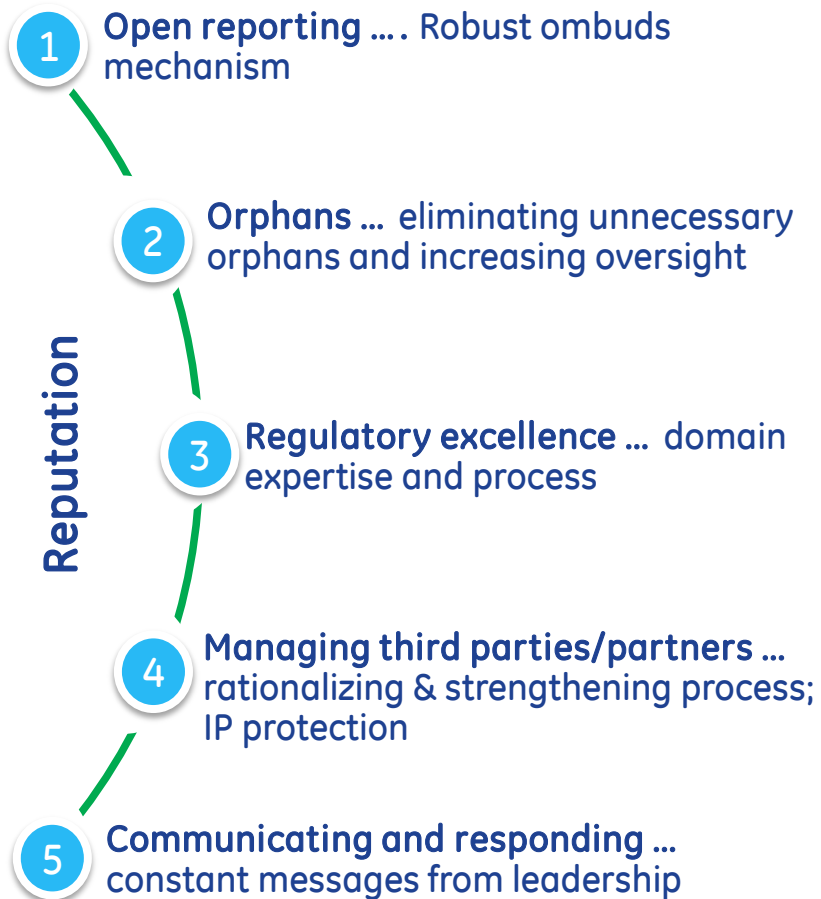 Reputation
1
Open reporting .... Robust ombuds
mechanism
2
Orphans ... eliminating unnecessary
orphans and increasing oversight
3
Regulatory excellence ... domain
expertise and process
4
Managing third parties/partners ...
rationalizing & strengthening process;
IP protection
5
Communicating and responding ...
constant messages from leadership